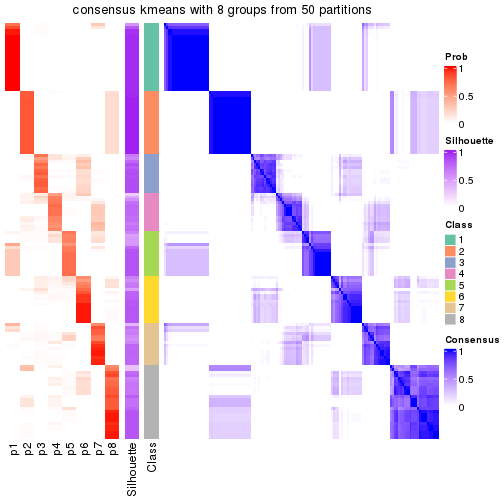 consensus kmeans with 8 groups from 50 partitions
Prob
1
0.5
0
Silhouette
1
0.5
0
Class
1
2
3
4
5
6
7
8
Consensus
1
0.5
0
p1
p2
p3
p4
p5
p6
p7
p8
Silhouette
Class